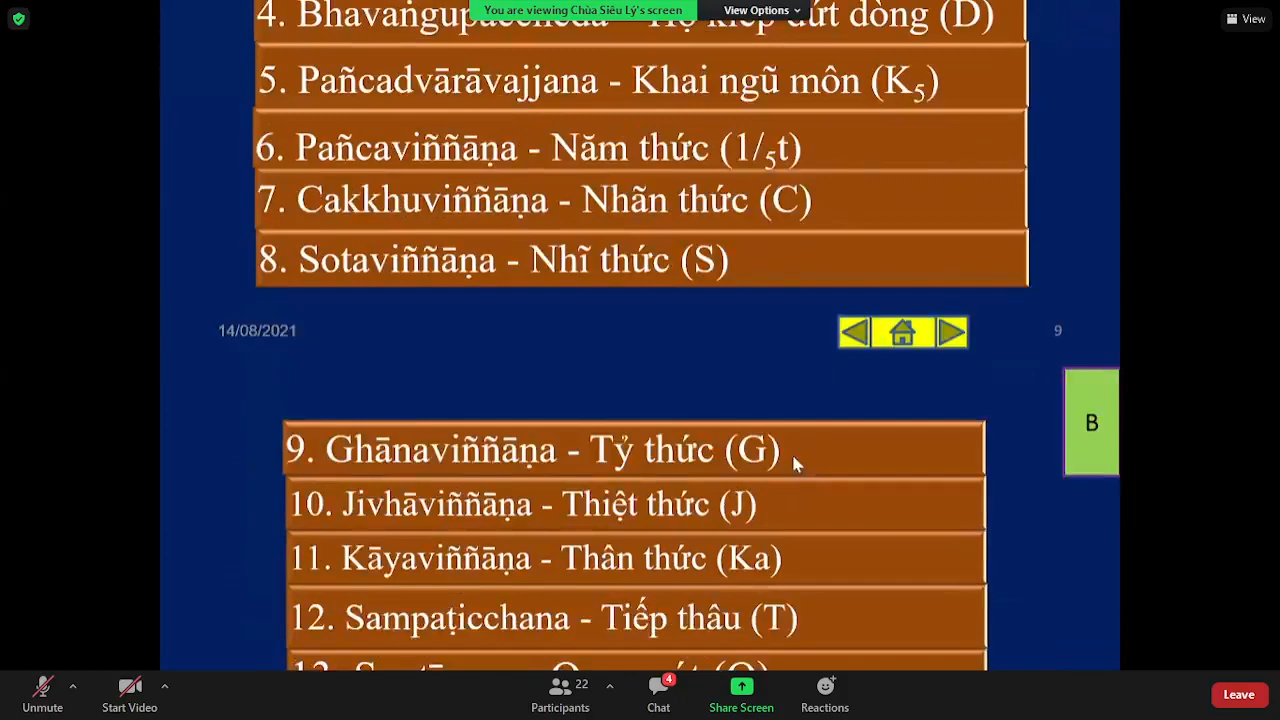 You are viewing Chùa Siêu Lý's screen
View Options
View
5. Pañcadvārāvajjana - Khai ngũ môn (K₅)
6. Pañcaviññāṇa - Năm thức (1/₅t)
7. Cakkhuviññāṇa - Nhãn thức (C)
8. Sotaviññāṇa - Nhĩ thức (S)
14/08/2021
9
B
9. Ghānaviññāṇa - Tỷ thức (G)
10. Jivhāviññāṇa - Thiệt thức (J)
11. Kāyaviññāṇa - Thân thức (Ka)
12. Sampaṭicchana - Tiếp thâu (T)
Unmute
Start Video
22
Participants
4
Chat
Share Screen
Reactions
Leave